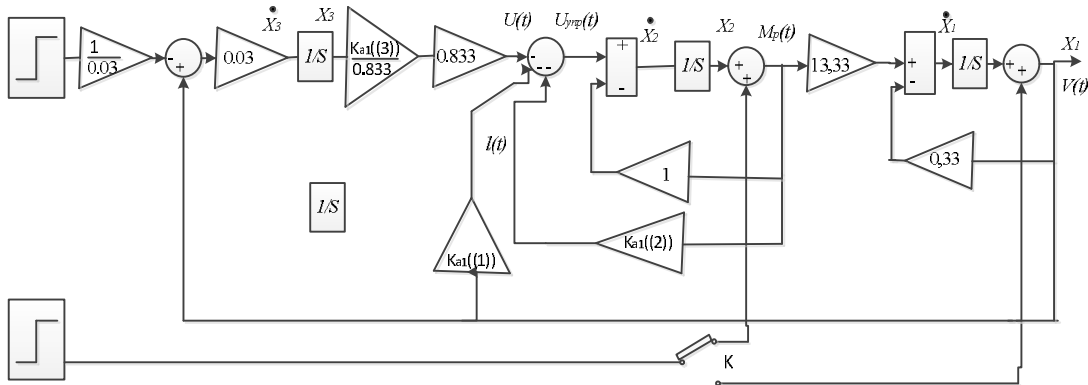 Ẋ3
X3
U(t)
Uупр(t)
Ẋ2
X2
Mp(t)
Ẋ1
X1
V(t)
1
0.03
-
+
0.03
1/S
Ka1((3))
0.833
0.833
-
-
-
+
-
1/S
+
+
13,33
+
-
1/S
+
+
l(t)
1
0,33
1/S
Ka1((1))
Ka1((2))
K